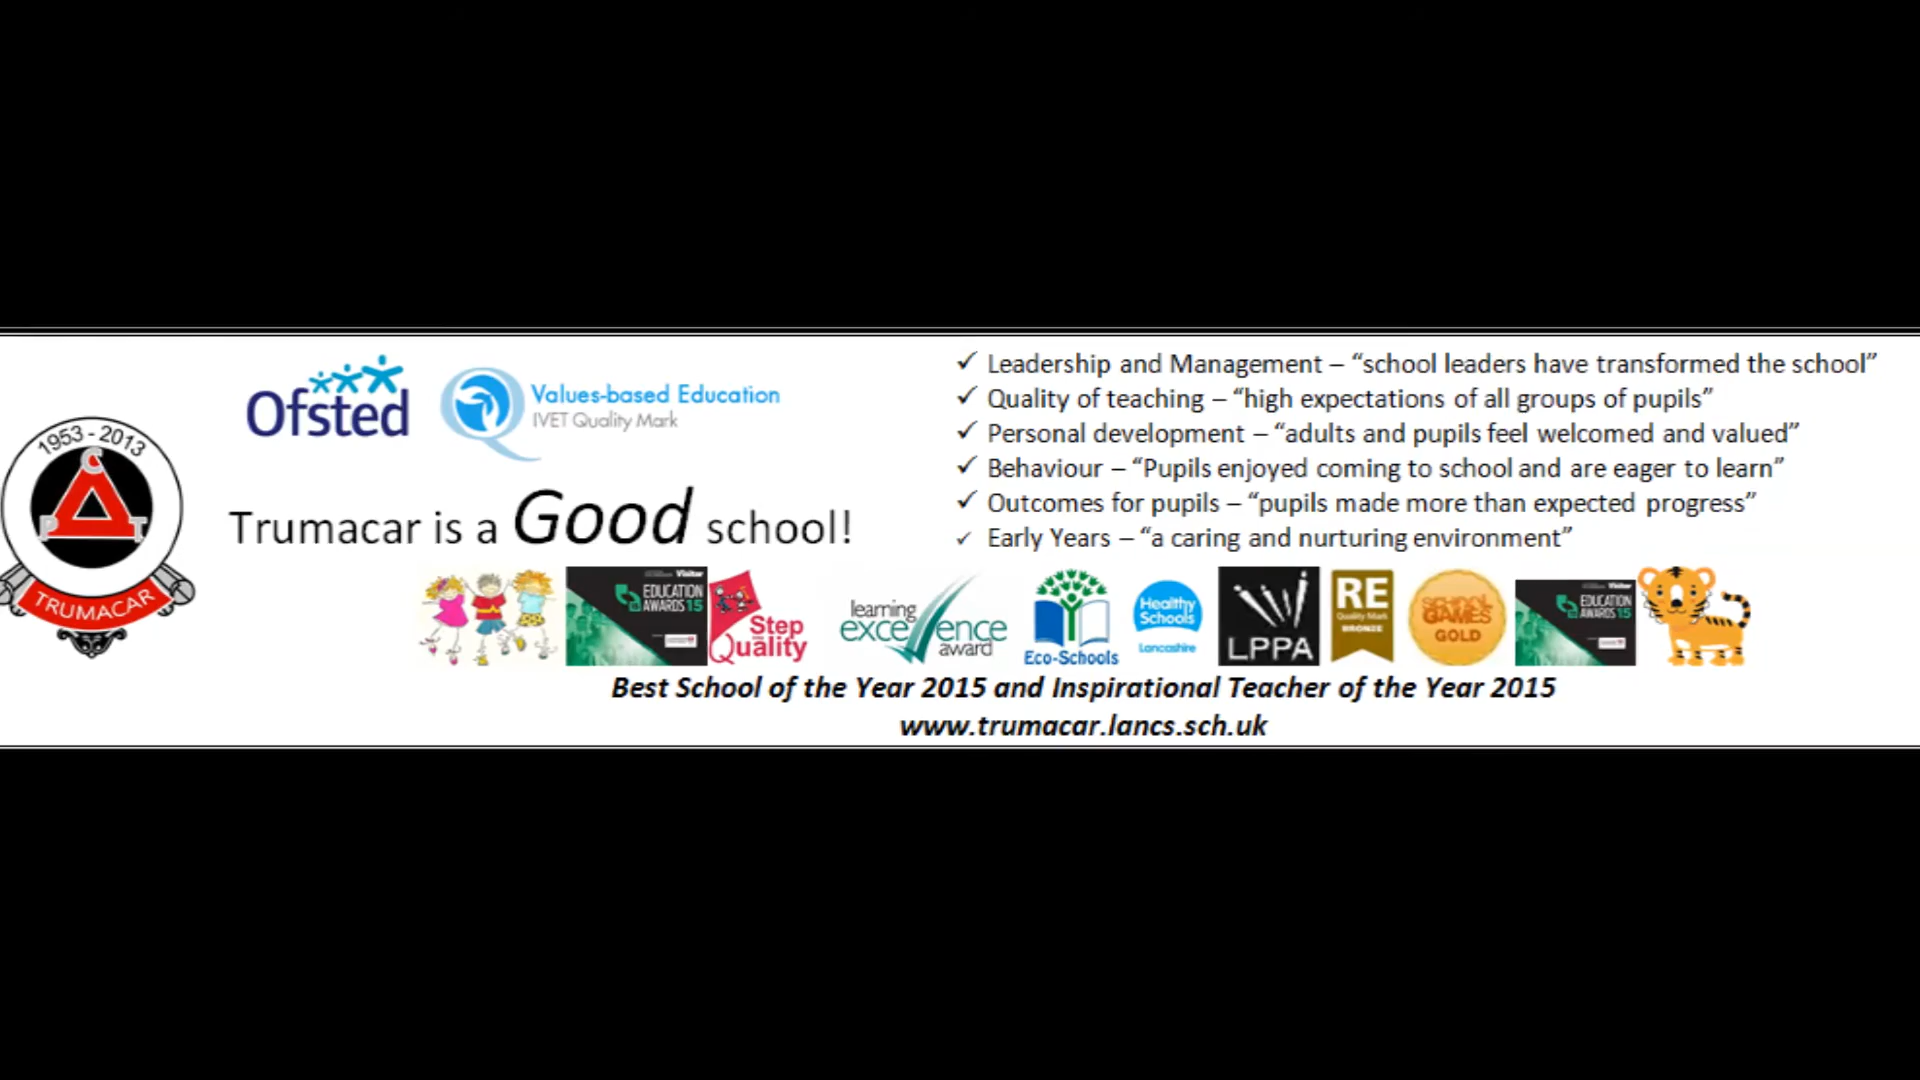 1953 - 2013
C
P T
TRUMACAR
Ofsted
Values-based Education
IVET Quality Mark
Trumacar is a Good school!
✓ Leadership and Management – “school leaders have transformed the school”
✓ Quality of teaching – “high expectations of all groups of pupils”
✓ Personal development – “adults and pupils feel welcomed and valued”
✓ Behaviour – “Pupils enjoyed coming to school and are eager to learn”
✓ Outcomes for pupils – “pupils made more than expected progress”
✓ Early Years – “a caring and nurturing environment”
Visitor
EDUCATION
AWARDS 15
Step
Quality
learning
excellence
award
Eco-Schools
Healthy
Schools
Lancashire
LPPA
RE
Quality Mark
BRONZE
SCHOOL
GAMES
GOLD
Visitor
EDUCATION
AWARDS 15
Best School of the Year 2015 and Inspirational Teacher of the Year 2015
www.trumacar.lancs.sch.uk